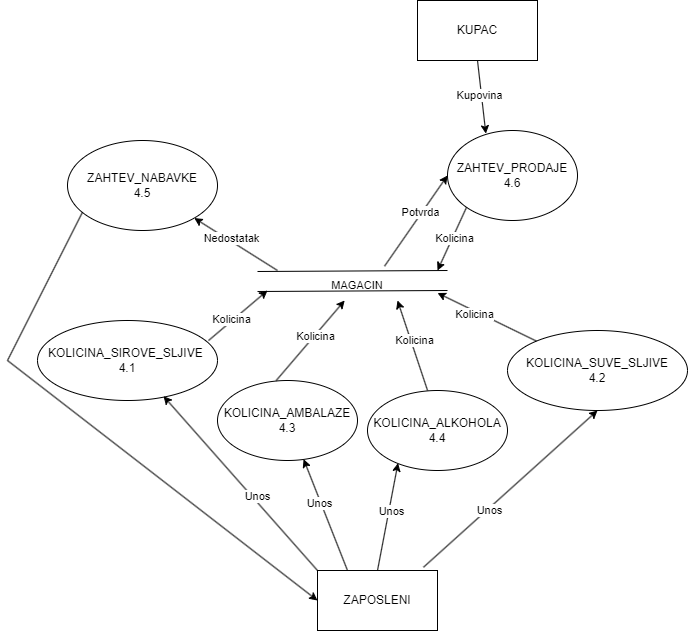 KUPAC
Kupovina
ZAHTEV_PRODAJE
4.6
ZAHTEV_NABAVKE
4.5
Potvrda
Kolicina
Nedostatak
MAGACIN
Kolicina
Kolicina
Kolicina
Kolicina
KOLICINA_SIROVE_SLJIVE
4.1
KOLICINA_SUVE_SLJIVE
4.2
KOLICINA_AMBALAZE
4.3
KOLICINA_ALKOHOLA
4.4
Unos
Unos
Unos
Unos
ZAPOSLENI